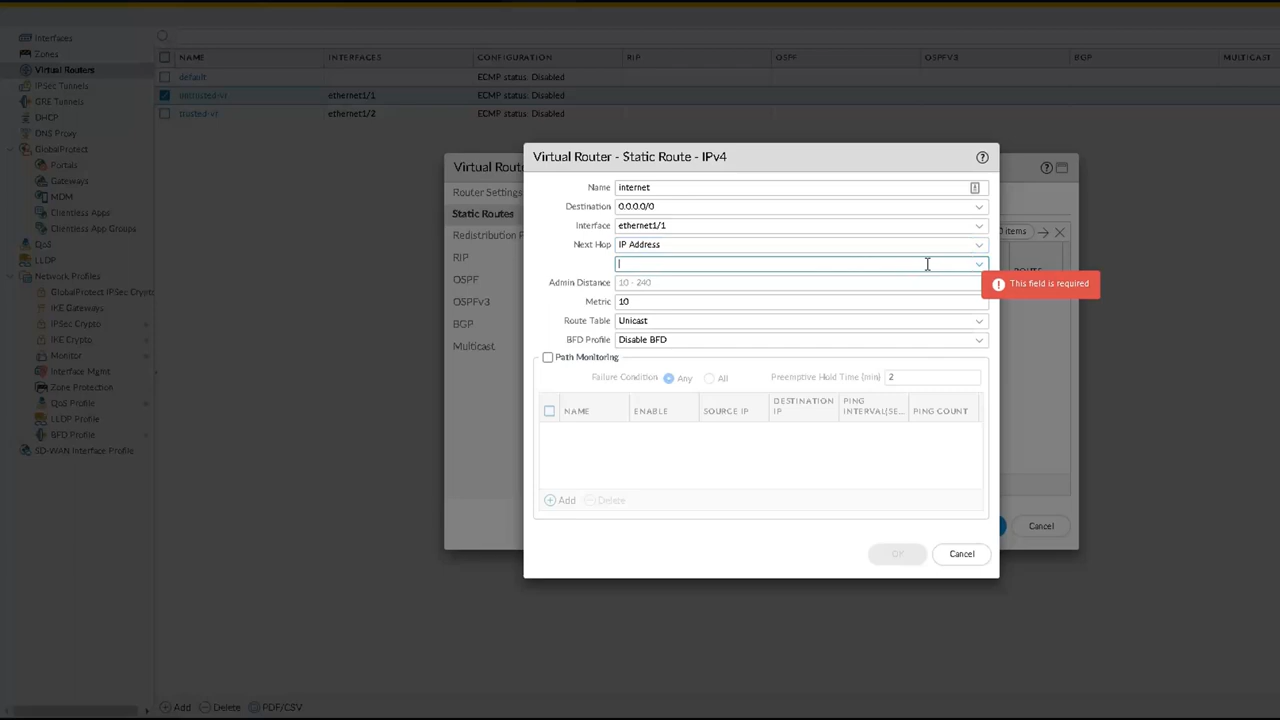 Interfaces
Zones
Virtual Routers
IPSec Tunnels
GRE Tunnels
DHCP
DNS Proxy
GlobalProtect
Portals
Gateways
MDM
Clientless Apps
Clientless App Groups
QoS
LLDP
Network Profiles
GlobalProtect IPSec Crypto
IKE Gateways
IPSec Crypto
IKE Crypto
Monitor
Interface Mgmt
Zone Protection
QoS Profile
LLDP Profile
BFD Profile
SD-WAN Interface Profile
NAME INTERFACES CONFIGURATION RIP OSPF OSPFV3 BGP MULTICAST
default ECMP status: Disabled
untrusted-vr ethernet1/1 ECMP status: Disabled
trusted-vr ethernet1/2 ECMP status: Disabled
Virtual Router
Router Settings
Static Routes
Redistribution P
RIP
OSPF
OSPFv3
BGP
Multicast
0 items
Cancel
Virtual Router - Static Route - IPv4
Name internet
Destination 0.0.0.0/0
Interface ethernet1/1
Next Hop IP Address
This field is required
Admin Distance 10 - 240
Metric 10
Route Table Unicast
BFD Profile Disable BFD
Path Monitoring
Failure Condition Any All Preemptive Hold Time (min) 2
NAME ENABLE SOURCE IP DESTINATION IP PING INTERVAL(SE... PING COUNT
Add Delete
OK Cancel
Add Delete PDF/CSV